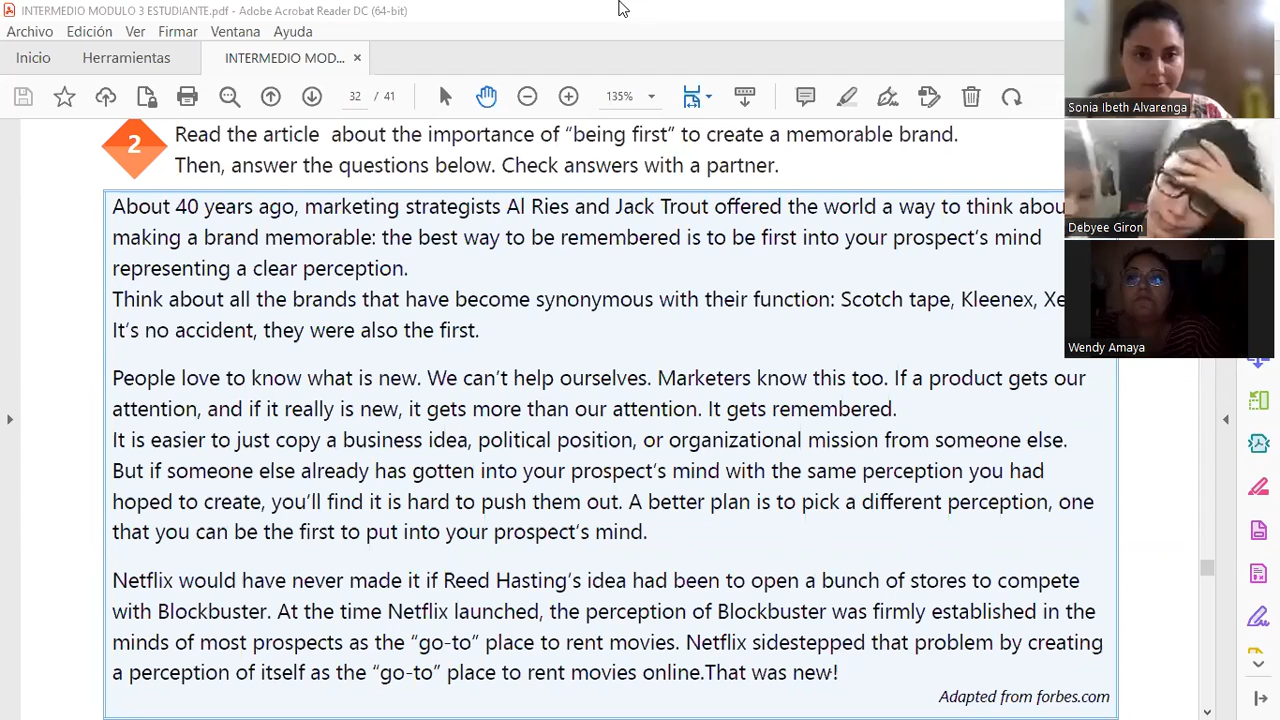 INTERMEDIO MODULO 3 ESTUDIANTE.pdf - Adobe Acrobat Reader DC (64-bit)
Archivo Edición Ver Firmar Ventana Ayuda
Inicio Herramientas INTERMEDIO MOD... ×
32 / 41 135%
2
Read the article about the importance of “being first” to create a memorable brand.
Then, answer the questions below. Check answers with a partner.
About 40 years ago, marketing strategists Al Ries and Jack Trout offered the world a way to think abou
making a brand memorable: the best way to be remembered is to be first into your prospect's mind
representing a clear perception.
Think about all the brands that have become synonymous with their function: Scotch tape, Kleenex, Xe
It's no accident, they were also the first.
People love to know what is new. We can't help ourselves. Marketers know this too. If a product gets our
attention, and if it really is new, it gets more than our attention. It gets remembered.
It is easier to just copy a business idea, political position, or organizational mission from someone else.
But if someone else already has gotten into your prospect's mind with the same perception you had
hoped to create, you'll find it is hard to push them out. A better plan is to pick a different perception, one
that you can be the first to put into your prospect's mind.
Netflix would have never made it if Reed Hasting's idea had been to open a bunch of stores to compete
with Blockbuster. At the time Netflix launched, the perception of Blockbuster was firmly established in the
minds of most prospects as the “go-to” place to rent movies. Netflix sidestepped that problem by creating
a perception of itself as the “go-to” place to rent movies online.That was new!
Adapted from forbes.com
Sonia Ibeth Alvarenga
Debyee Giron
Wendy Amaya